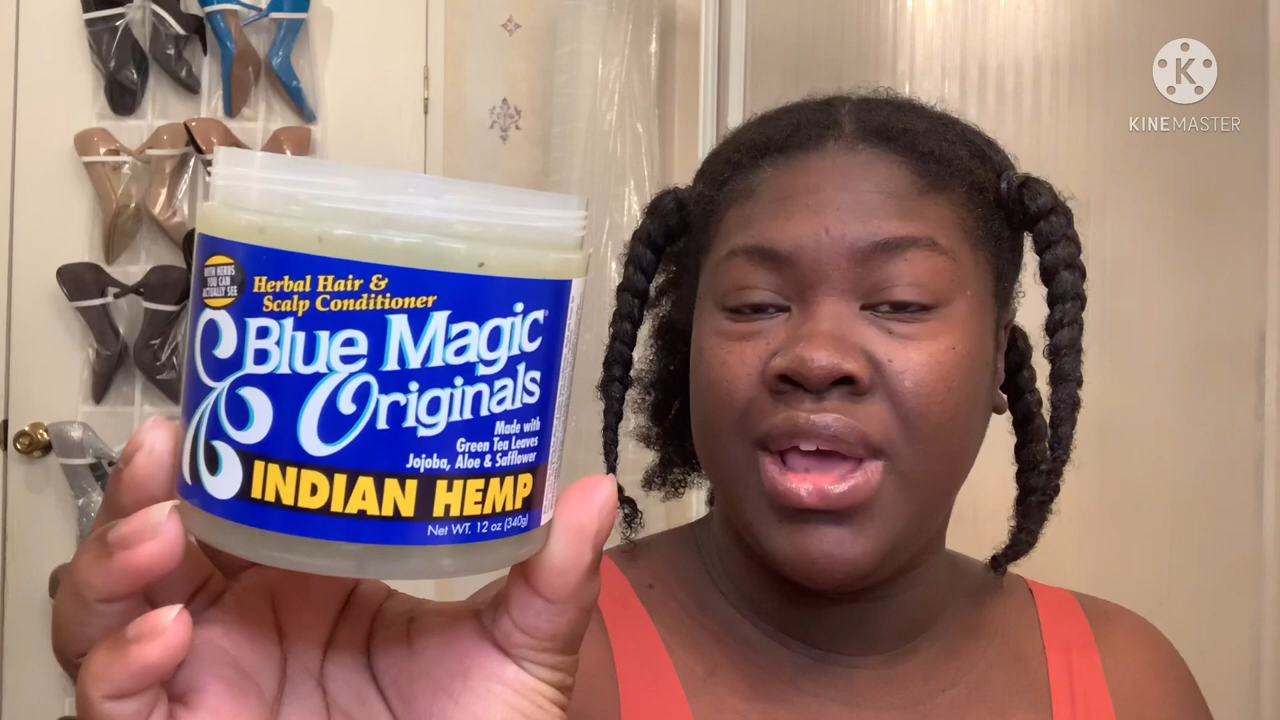 WITH HERBS
YOU CAN
ACTUALLY SEE
Herbal Hair &
Scalp Conditioner
Blue Magic®
Originals
Made with
Green Tea Leaves
Jojoba, Aloe & Safflower
INDIAN HEMP
Net WT. 12 oz (340g)
K
KINEMASTER